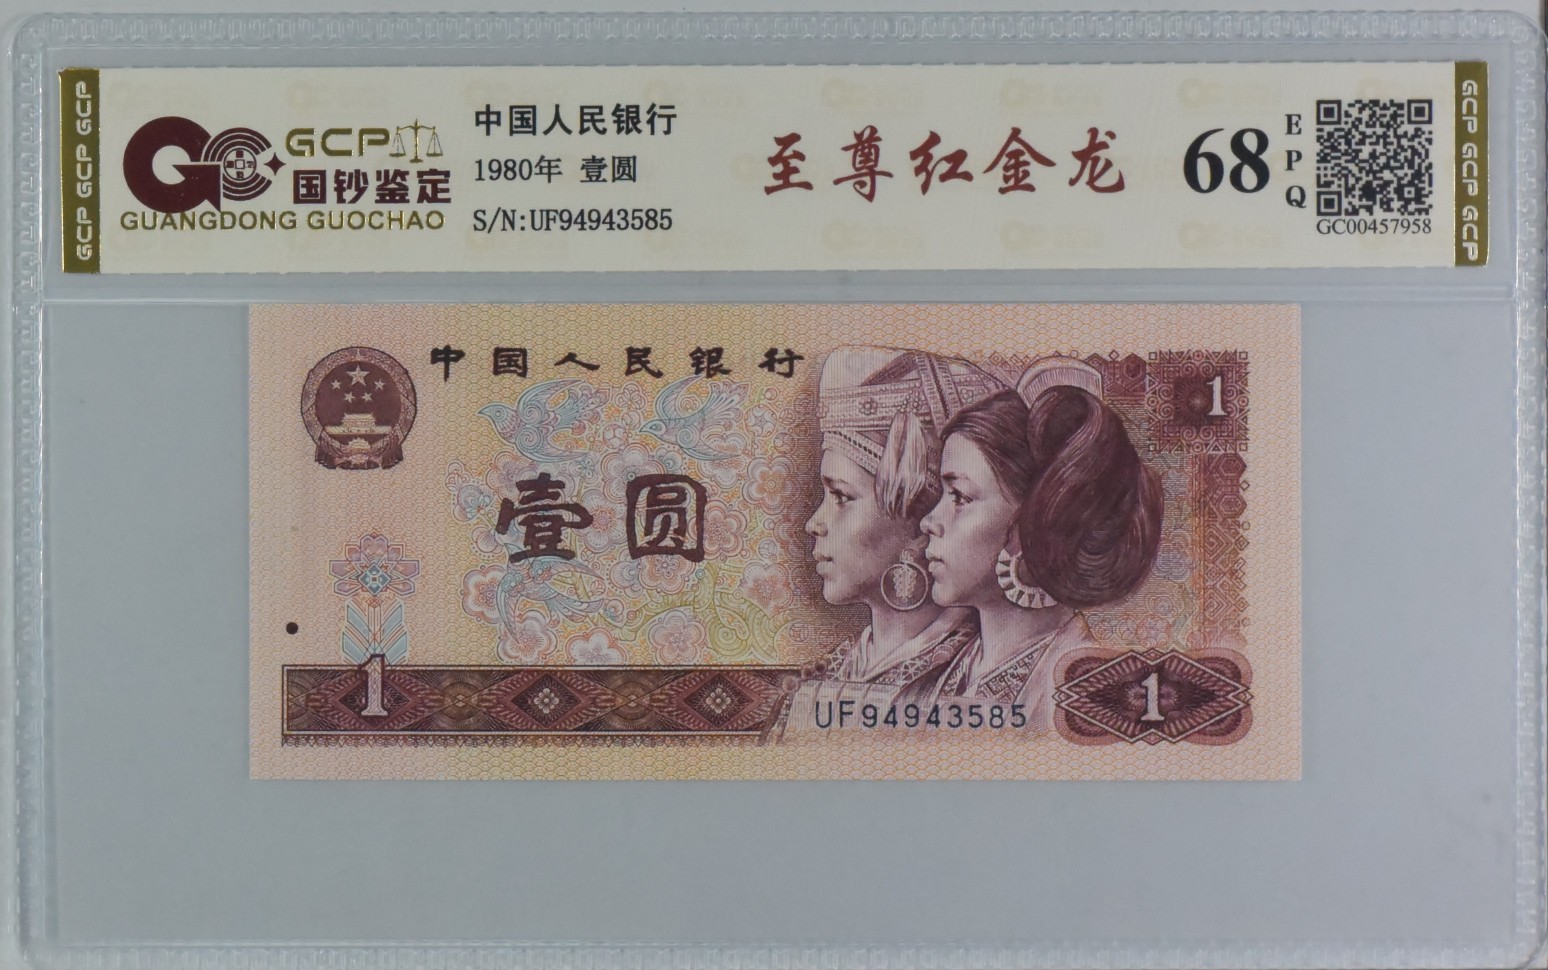 GCP GCP GCP
GCP
国钞鉴定
GUANGDONG GUOCHAO
中国人民银行
1980年 壹圆
S/N:UF94943585
至尊红金龙
68
EPQ
GC00457958
GCP GCP GCP
中国人民银行
1
壹圆
1
UF94943585
1